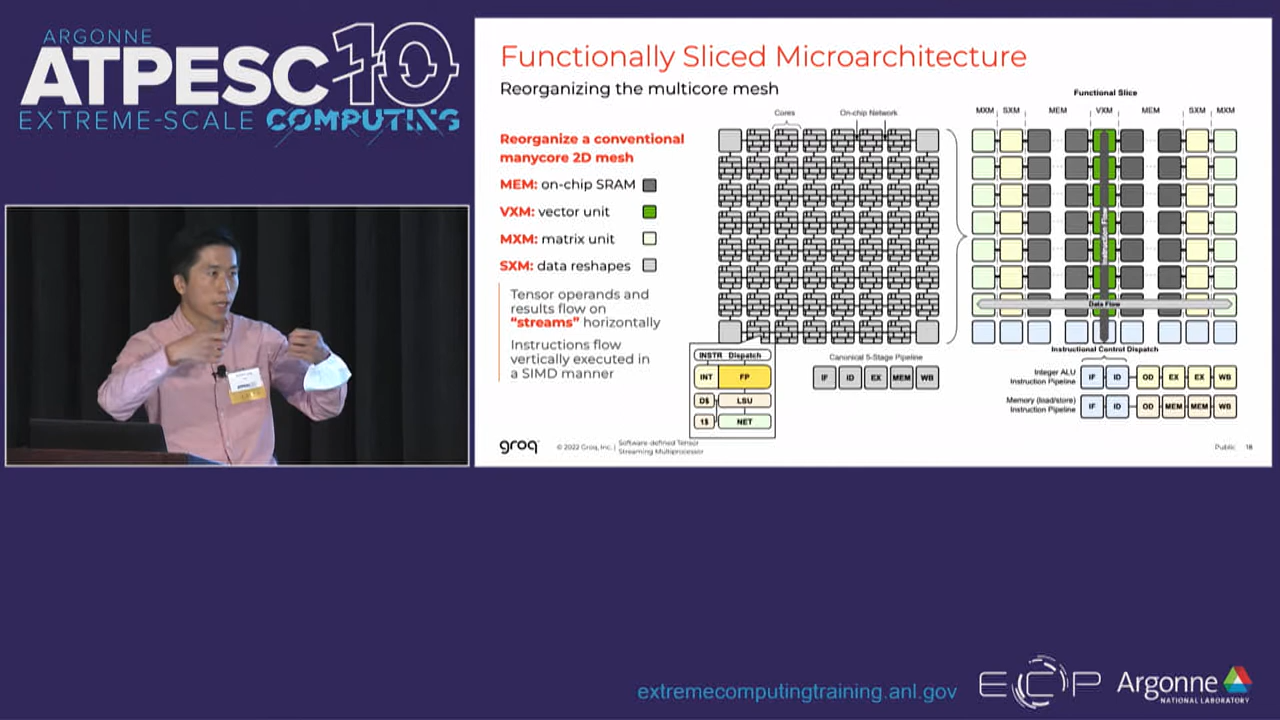 ARGONNE
ATPESC10
EXTREME-SCALE COMPUTING
Functionally Sliced Microarchitecture
Reorganizing the multicore mesh
Reorganize a conventional
manycore 2D mesh
MEM: on-chip SRAM
VXM: vector unit
MXM: matrix unit
SXM: data reshapes
Tensor operands and
results flow on
"streams" horizontally
Instructions flow
vertically executed in
a SIMD manner
Cores
On-chip Network
INSTR Dispatch
INT FP
D$ LSU
1$ NET
Canonical 5-Stage Pipeline
IF ID EX MEM WB
Functional Slice
MXM SXM MEM VXM MEM SXM MXM
Data Flow
Instructional Control Dispatch
Integer ALU
Instruction Pipeline
IF ID OD EX EX WB
Memory (load/store)
Instruction Pipeline
IF ID OD MEM MEM WB
groq
© 2022 Groq, Inc. | Software-defined Tensor
Streaming Multiprocessor
Public 18
extremecomputingtraining.anl.gov
ECP
Argonne
NATIONAL LABORATORY